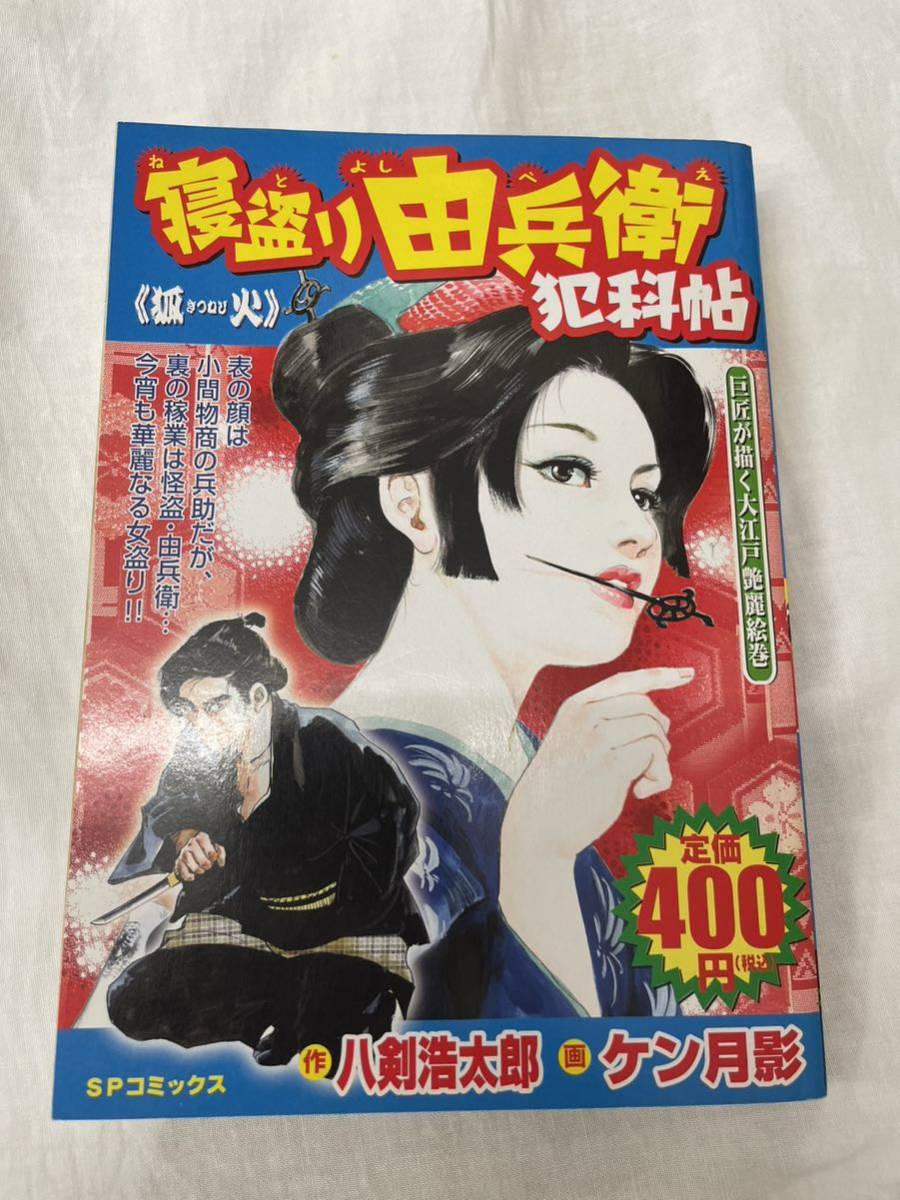 ね と よし べ え
寝盗り由兵衛
犯科帖
《狐火》
きつねび
巨匠が描く大江戸 艶麗絵巻
表の顔は
小間物商の兵助だが、
裏の稼業は怪盗・由兵衛…
今宵も華麗なる女盗り!!
定価
400
円(税込)
作 八剣浩太郎 画 ケン月影
SPコミックス